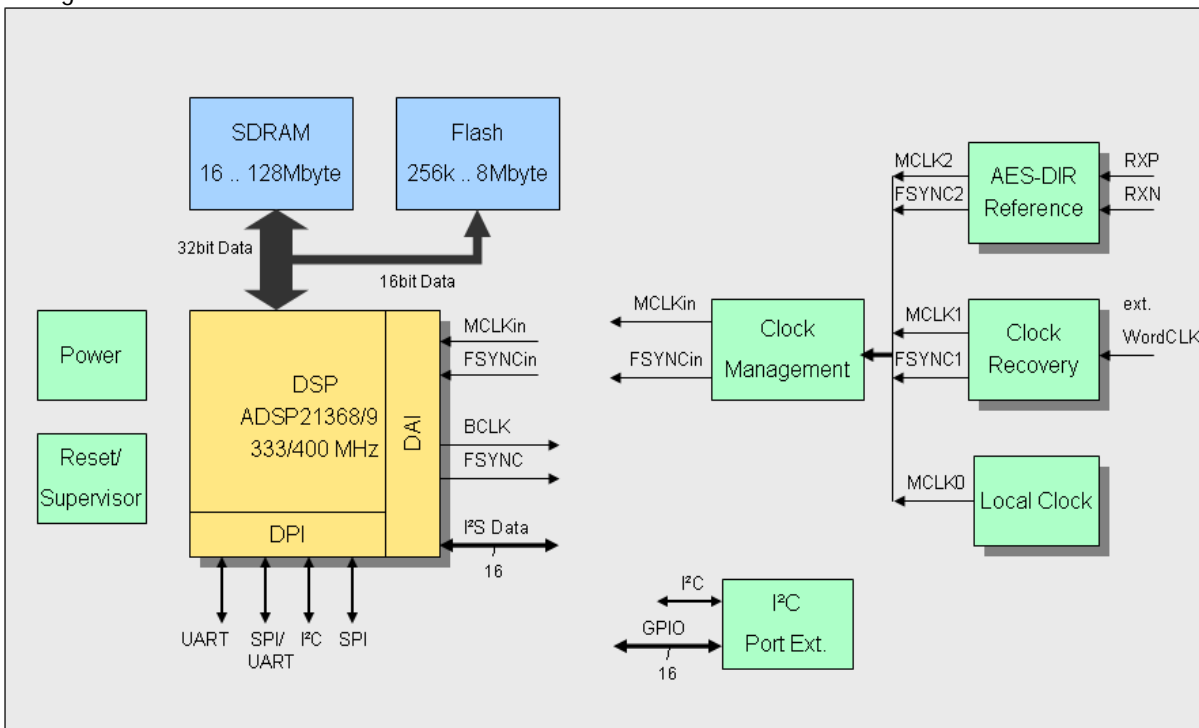 SDRAM
16 .. 128Mbyte
Flash
256k .. 8Mbyte
32bit Data
16bit Data
MCLK2
FSYNC2
AES-DIR
Reference
RXP
RXN
Power
Reset/
Supervisor
DSP
ADSP21368/9
333/400 MHz
DAI
DPI
MCLKin
FSYNCin
BCLK
FSYNC
I²S Data
16
UART
SPI/
UART
I²C
SPI
MCLKin
FSYNCin
Clock
Management
MCLK1
FSYNC1
Clock
Recovery
ext.
WordCLK
MCLK0
Local Clock
I²C
GPIO
16
I²C
Port Ext.